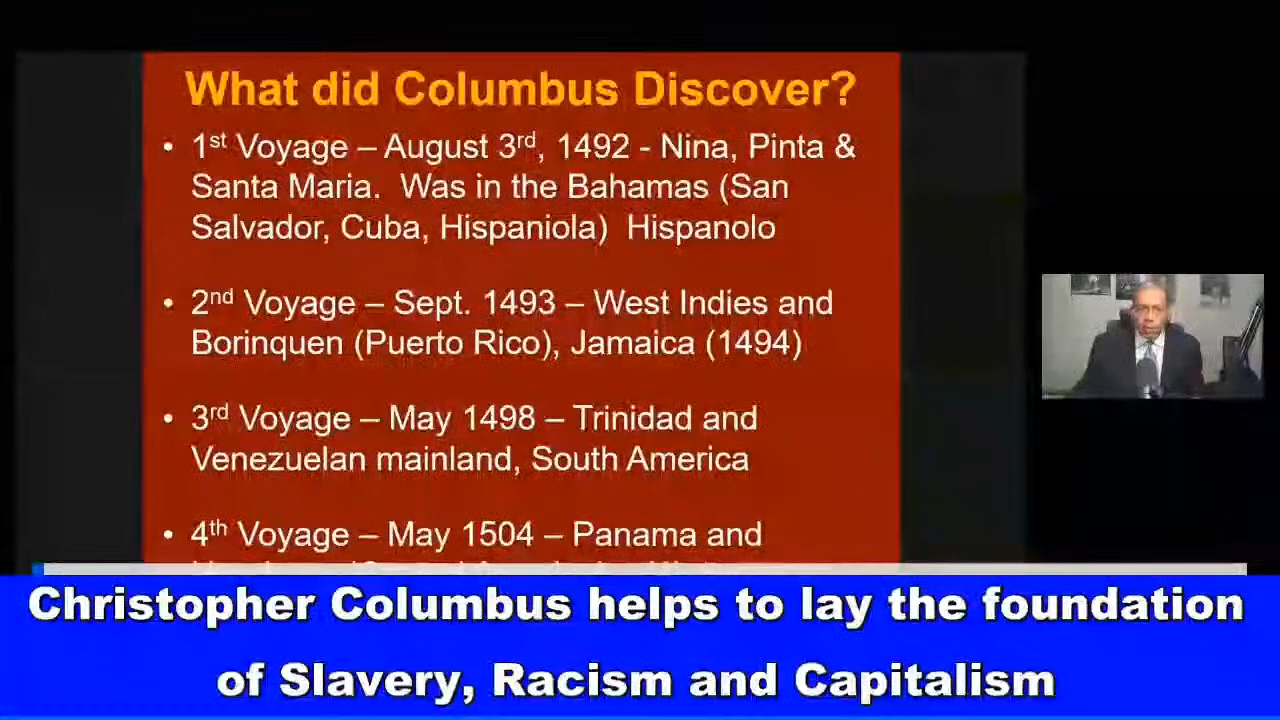 What did Columbus Discover?
• 1st Voyage – August 3rd, 1492 - Nina, Pinta &
Santa Maria.  Was in the Bahamas (San
Salvador, Cuba, Hispaniola)  Hispanolo
• 2nd Voyage – Sept. 1493 – West Indies and
Borinquen (Puerto Rico), Jamaica (1494)
• 3rd Voyage – May 1498 – Trinidad and
Venezuelan mainland, South America
• 4th Voyage – May 1504 – Panama and
Christopher Columbus helps to lay the foundation
of Slavery, Racism and Capitalism